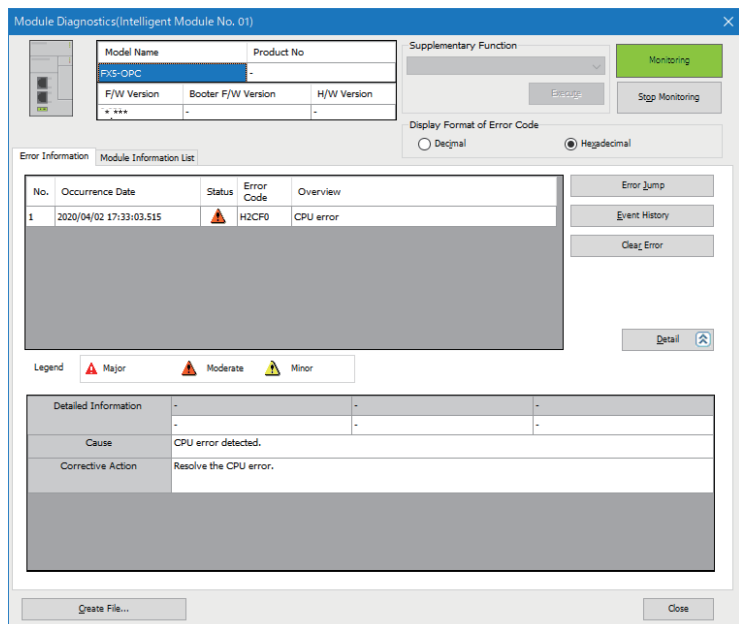 Module Diagnostics(Intelligent Module No. 01)
Model Name Product No
FX5-OPC -
F/W Version Booter F/W Version H/W Version
*.*** - -
Supplementary Function
Execute
Monitoring
Stop Monitoring
Display Format of Error Code
Decimal Hexadecimal
Error Information Module Information List
No. Occurrence Date Status Error Code Overview
1 2020/04/02 17:33:03.515 H2CF0 CPU error
Error Jump
Event History
Clear Error
Detail
Legend Major Moderate Minor
Detailed Information - - -
- - -
Cause CPU error detected.
Corrective Action Resolve the CPU error.
Create File... Close